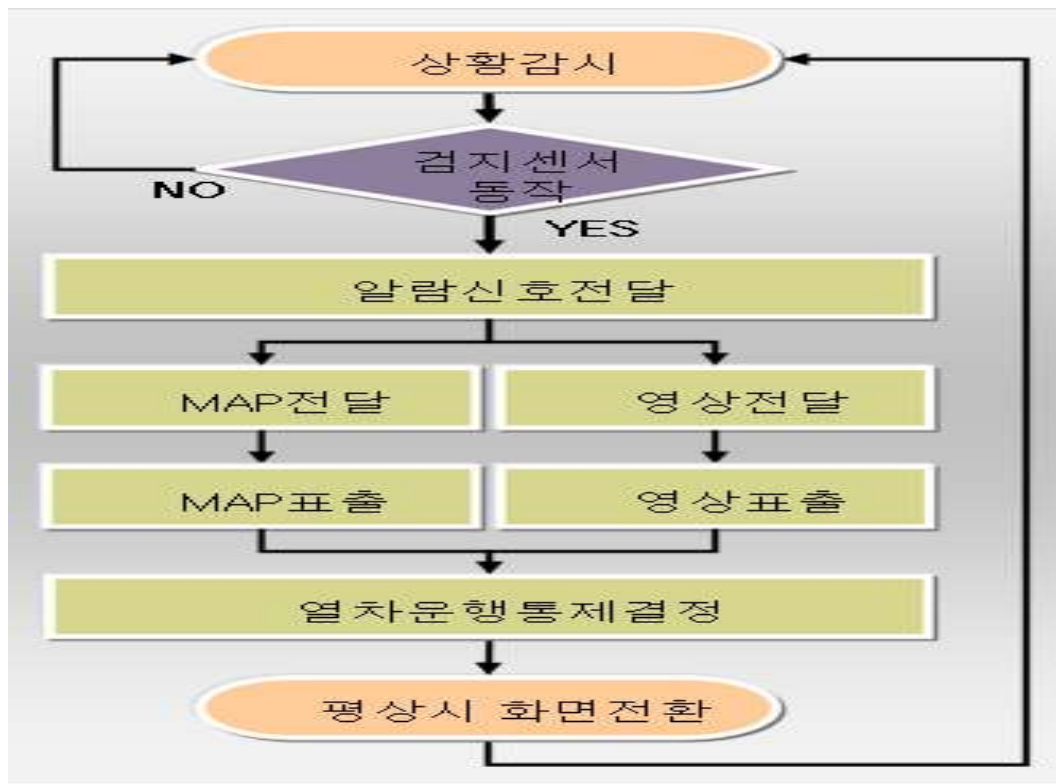 상황감시
검지센서
동작
NO
YES
알람신호전달
MAP전달
영상전달
MAP표출
영상표출
열차운행통제결정
평상시 화면전환